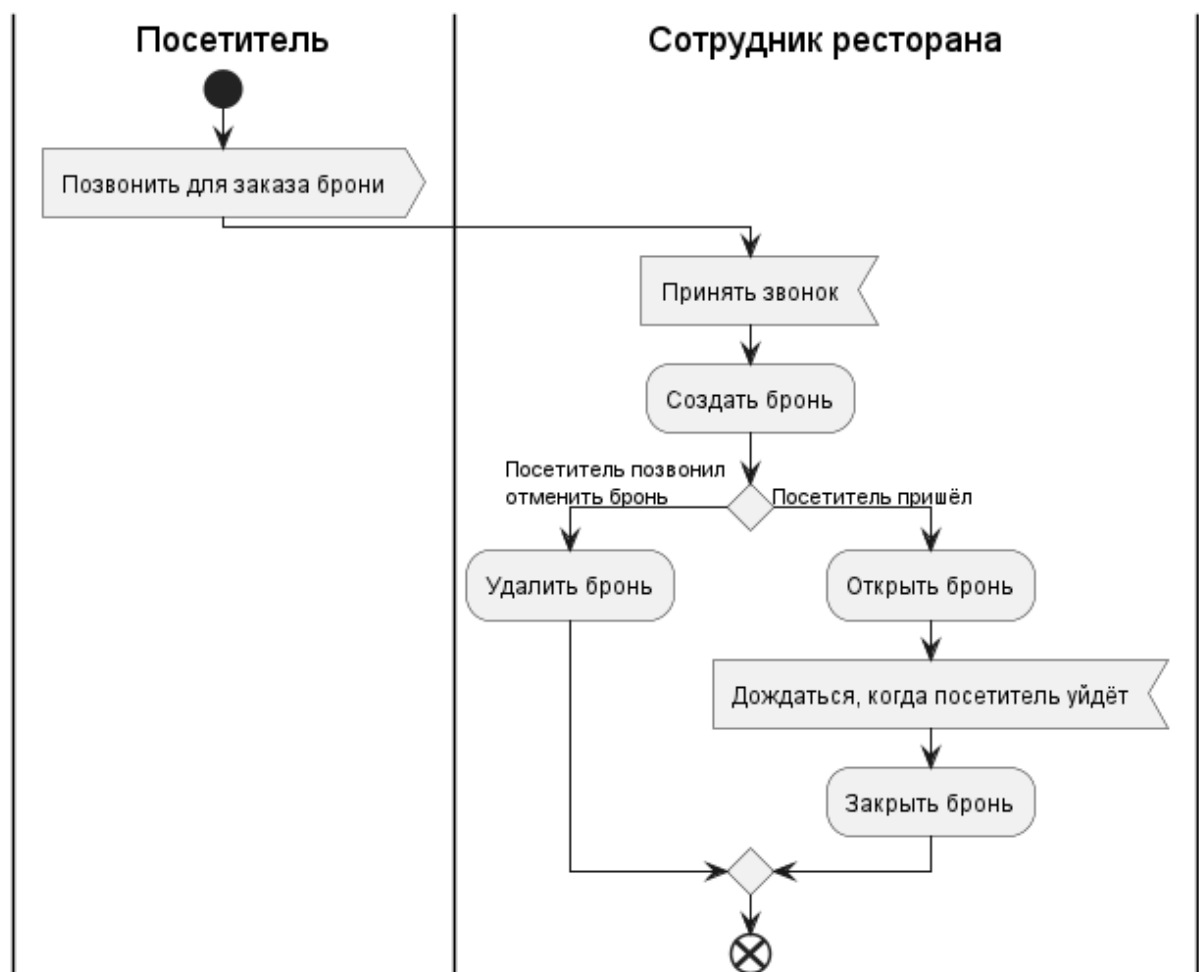 Посетитель
Сотрудник ресторана
Позвонить для заказа брони
Принять звонок
Создать бронь
Посетитель позвонил
отменить бронь
Посетитель пришёл
Удалить бронь
Открыть бронь
Дождаться, когда посетитель уйдёт
Закрыть бронь